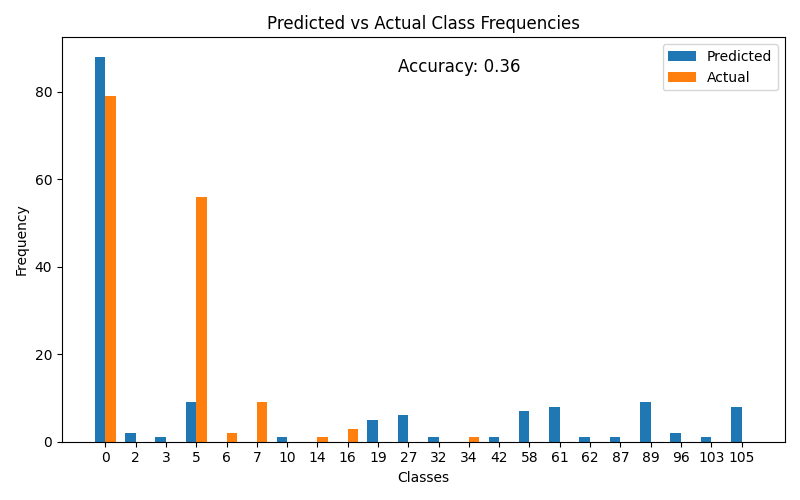 Predicted vs Actual Class Frequencies
Accuracy: 0.36
Predicted
Actual
Frequency
80
60
40
20
0
0 2 3 5 6 7 10 14 16 19 27 32 34 42 58 61 62 87 89 96 103 105
Classes